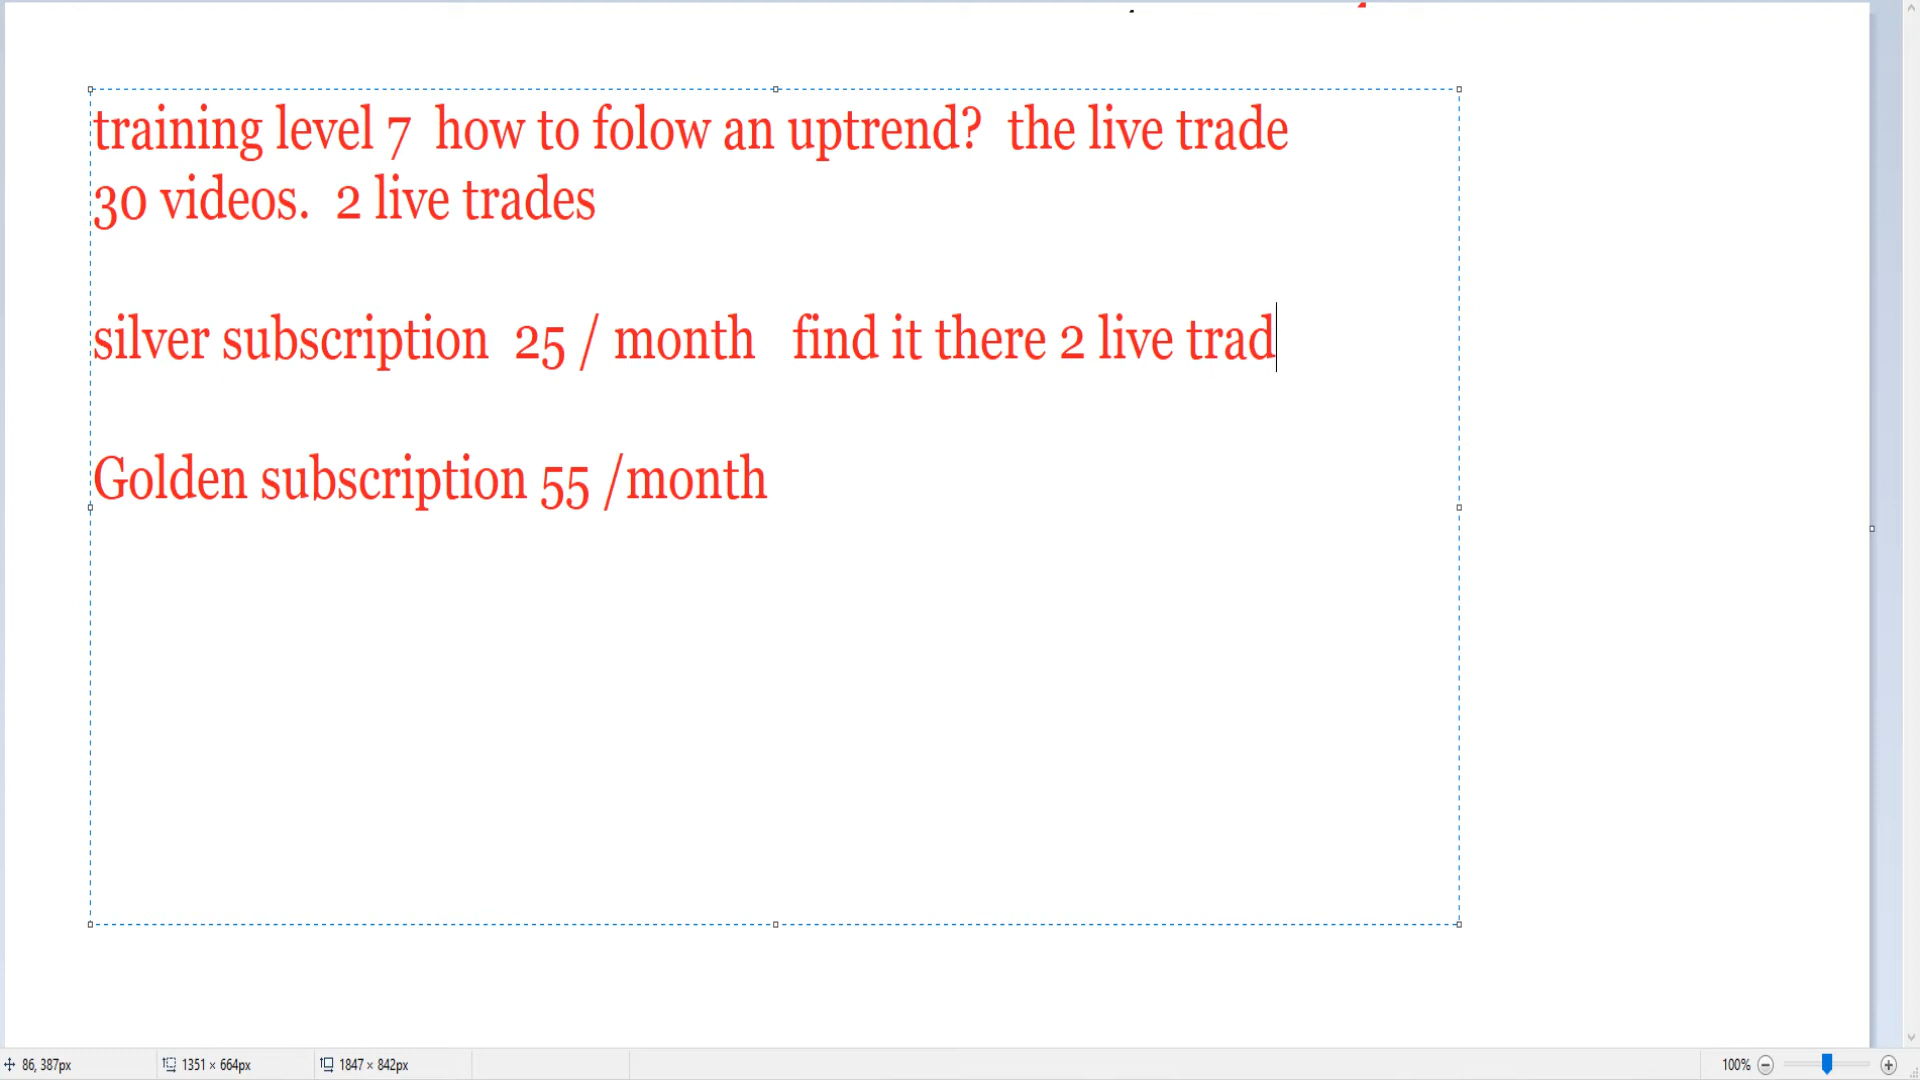 training level 7  how to folow an uptrend?  the live trade
30 videos.  2 live trades
silver subscription  25 / month   find it there 2 live trad
Golden subscription 55 /month
86, 387px
1351 × 664px
1847 × 842px
100%